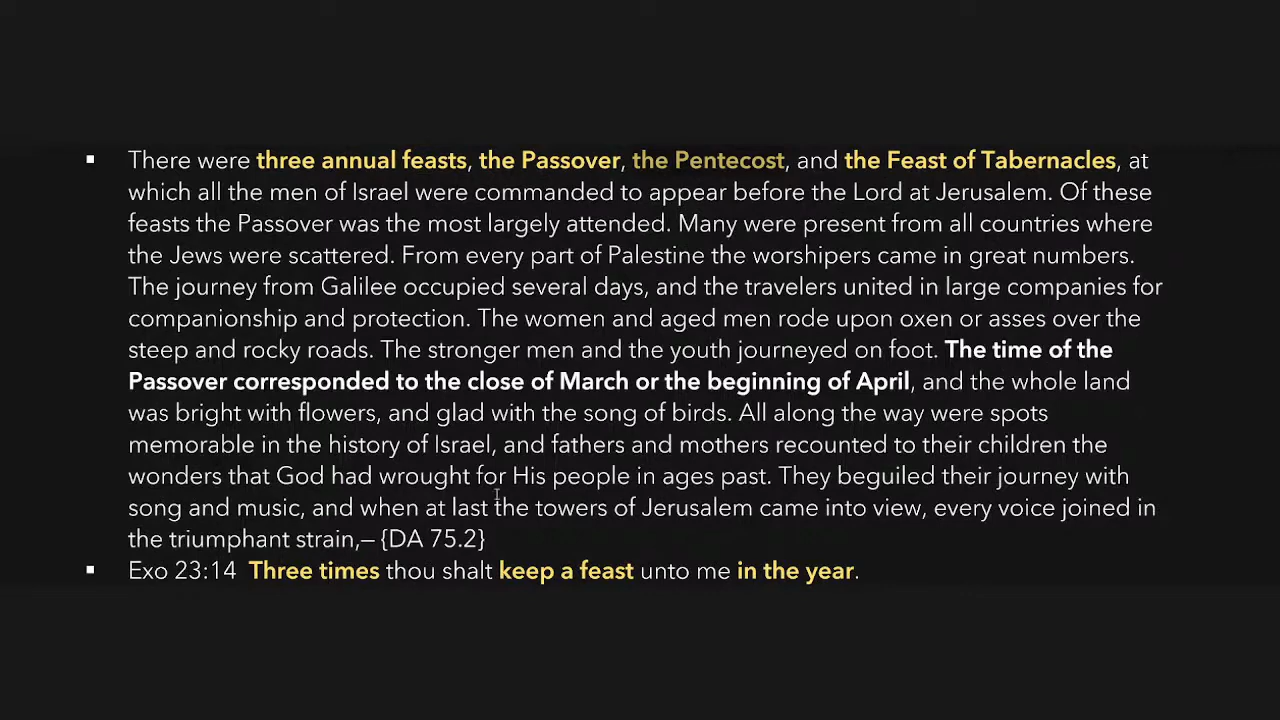 ▪ There were three annual feasts, the Passover, the Pentecost, and the Feast of Tabernacles, at
which all the men of Israel were commanded to appear before the Lord at Jerusalem. Of these
feasts the Passover was the most largely attended. Many were present from all countries where
the Jews were scattered. From every part of Palestine the worshipers came in great numbers.
The journey from Galilee occupied several days, and the travelers united in large companies for
companionship and protection. The women and aged men rode upon oxen or asses over the
steep and rocky roads. The stronger men and the youth journeyed on foot. The time of the
Passover corresponded to the close of March or the beginning of April, and the whole land
was bright with flowers, and glad with the song of birds. All along the way were spots
memorable in the history of Israel, and fathers and mothers recounted to their children the
wonders that God had wrought for His people in ages past. They beguiled their journey with
song and music, and when at last the towers of Jerusalem came into view, every voice joined in
the triumphant strain,— {DA 75.2}
▪ Exo 23:14 Three times thou shalt keep a feast unto me in the year.